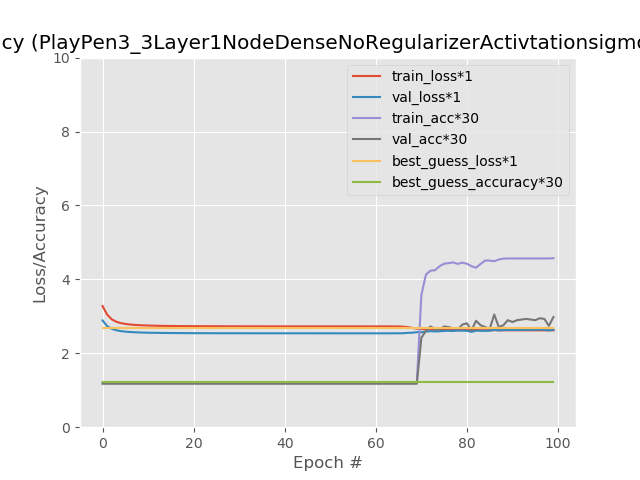 cy (PlayPen3_3Layer1NodeDenseNoRegularizerActivtationsigmo
10
8
6
4
2
0
Loss/Accuracy
train_loss*1
val_loss*1
train_acc*30
val_acc*30
best_guess_loss*1
best_guess_accuracy*30
0 20 40 60 80 100
Epoch #